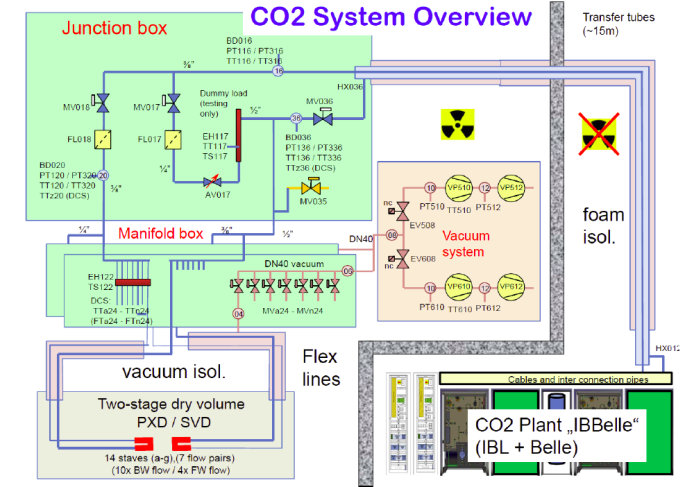 CO2 System Overview
Junction box
BD016
PT116 / PT316
TT116 / TT316
16
Transfer tubes
(~15m)
HX036
⅜"
MV018
MV017
Dummy load
(testing
only)
½"
MV036
36
FL018
FL017
EH117
TT117
TS117
BD036
PT136 / PT336
TT136 / TT336
TTz36 (DCS)
BD020
PT120 / PT320
TT120 / TT320
TTz20 (DCS)
20
⅜"
¼"
AV017
MV035
foam
isol.
nc
10
VP510
12
VP512
PT510
TT510
PT512
EV508
08
Vacuum
system
EV608
nc
10
VP610
12
VP612
PT610
TT610
PT612
¼"
Manifold box
⅜"
½"
DN40
DN40 vacuum
EH122
TS122
DCS:
TTa24 - TTn24
(FTa24 - FTn24)
MVa24 - MVn24
04
vacuum isol.
Flex
lines
HX012
Cables and inter connection pipes
CO2 Plant „IBBelle“
(IBL + Belle)
Two-stage dry volume
PXD / SVD
14 staves (a-g),(7 flow pairs)
(10x BW flow / 4x FW flow)